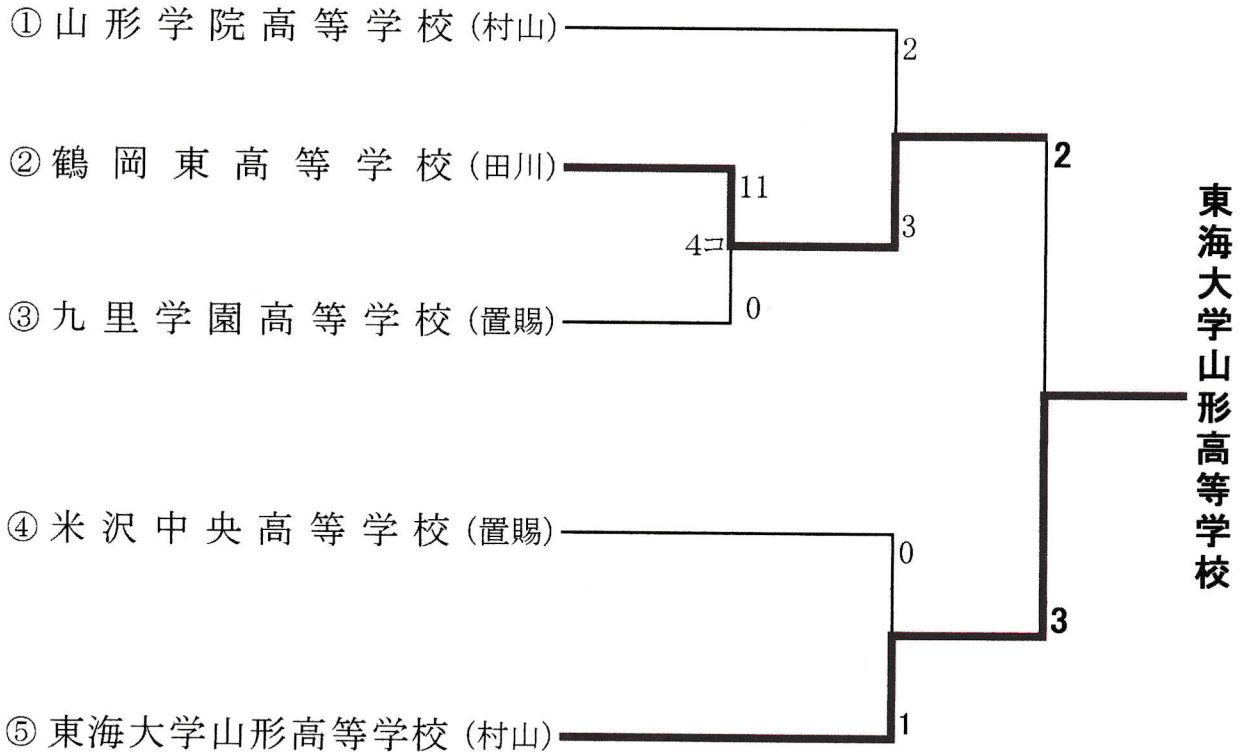 ①山形学院高等学校(村山)
2
②鶴岡東高等学校(田川)
2
11
3
4コ
③九里学園高等学校(置賜)
0
東海大学山形高等学校
④米沢中央高等学校(置賜)
0
3
⑤東海大学山形高等学校(村山)
1